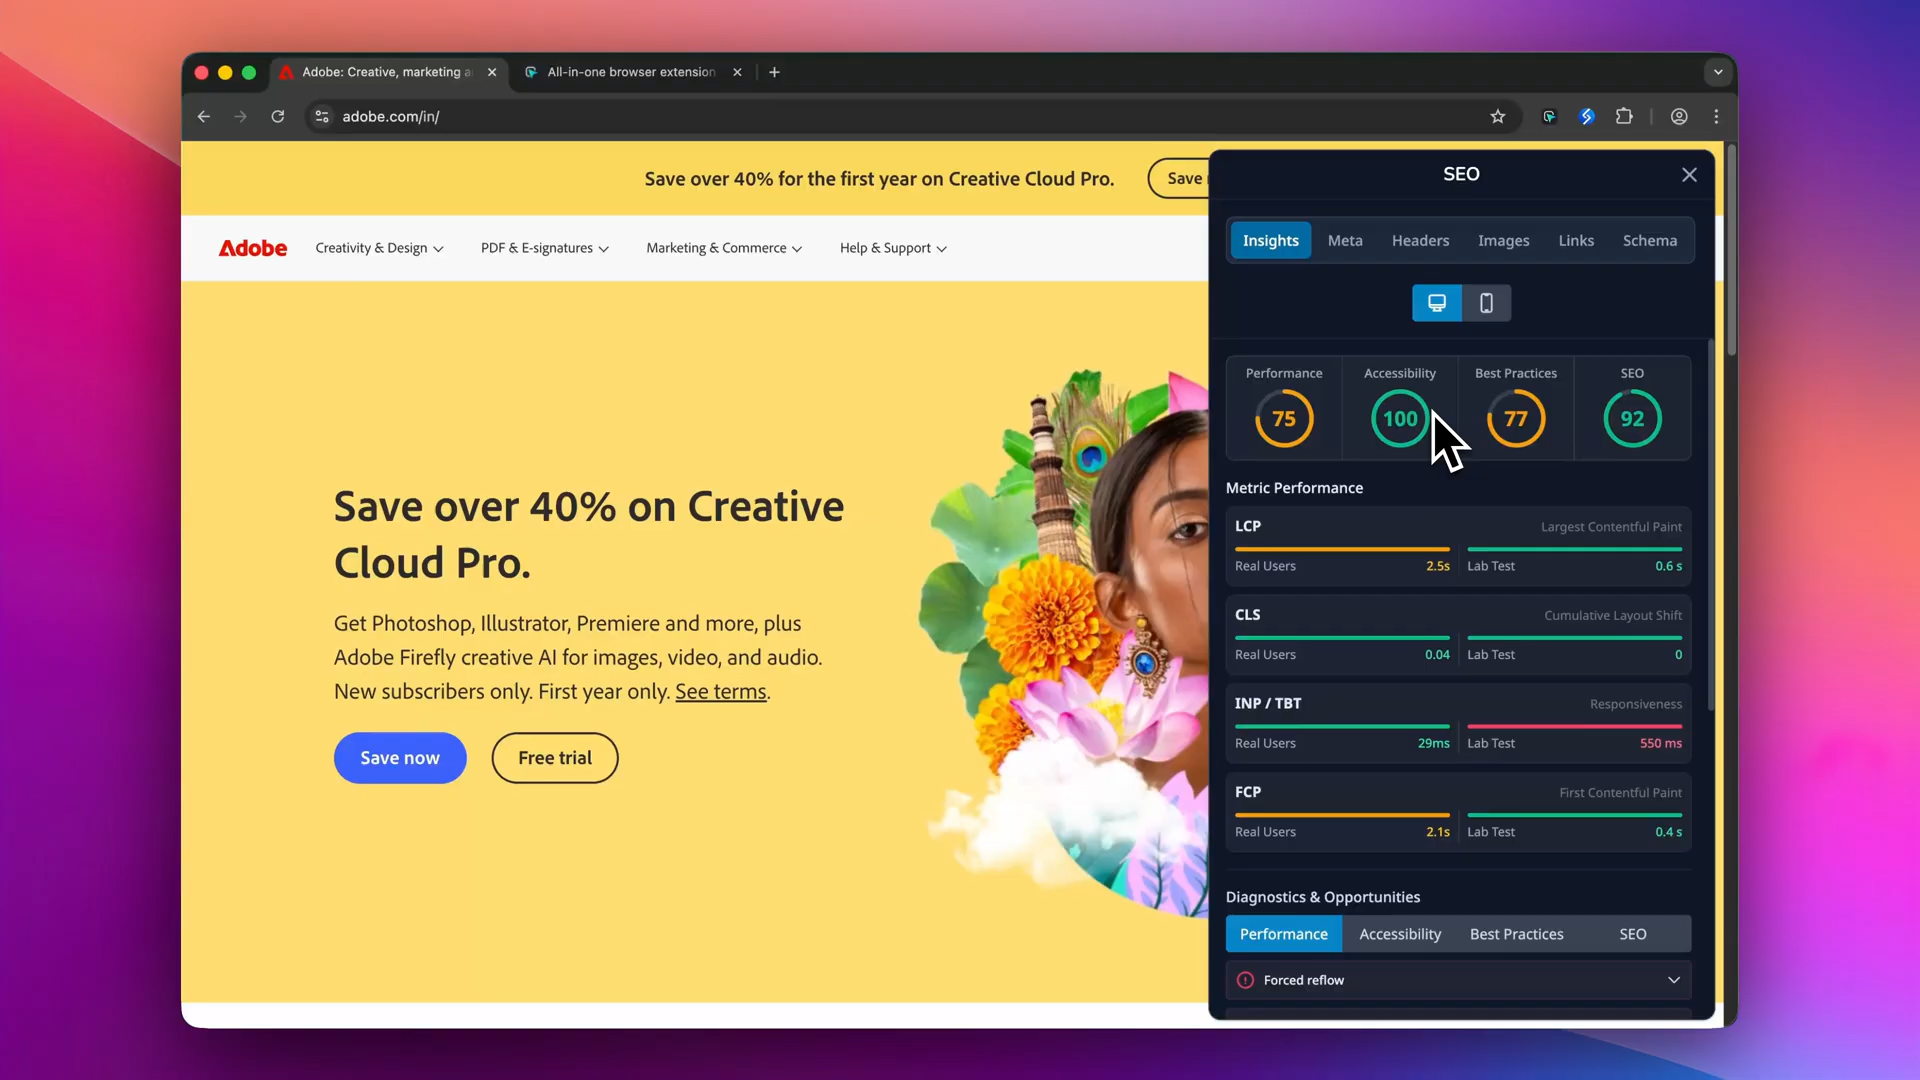 Adobe: Creative, marketing a
All-in-one browser extension
adobe.com/in/
Save over 40% for the first year on Creative Cloud Pro.
Save
Adobe
Creativity & Design
PDF & E-signatures
Marketing & Commerce
Help & Support
Save over 40% on Creative
Cloud Pro.
Get Photoshop, Illustrator, Premiere and more, plus
Adobe Firefly creative AI for images, video, and audio.
New subscribers only. First year only. See terms.
Save now
Free trial
SEO
Insights
Meta
Headers
Images
Links
Schema
Performance
Accessibility
Best Practices
SEO
75
100
77
92
Metric Performance
LCP
Largest Contentful Paint
Real Users
2.5s
Lab Test
0.6 s
CLS
Cumulative Layout Shift
Real Users
0.04
Lab Test
0
INP / TBT
Responsiveness
Real Users
29ms
Lab Test
550 ms
FCP
First Contentful Paint
Real Users
2.1s
Lab Test
0.4 s
Diagnostics & Opportunities
Performance
Accessibility
Best Practices
SEO
Forced reflow